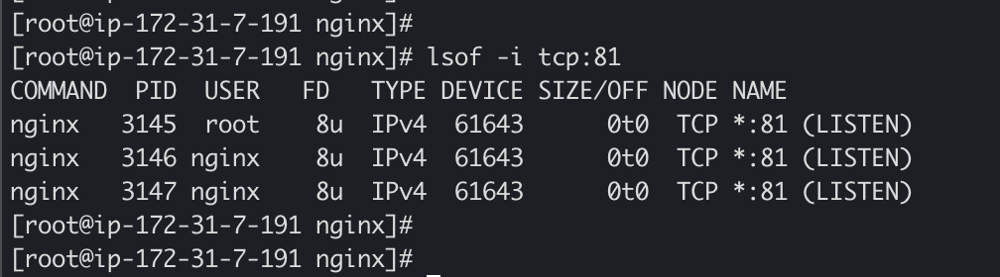 [root@ip-172-31-7-191 nginx]#
[root@ip-172-31-7-191 nginx]# lsof -i tcp:81
COMMAND  PID  USER   FD   TYPE DEVICE SIZE/OFF NODE NAME
nginx   3145  root    8u  IPv4  61643      0t0  TCP *:81 (LISTEN)
nginx   3146 nginx    8u  IPv4  61643      0t0  TCP *:81 (LISTEN)
nginx   3147 nginx    8u  IPv4  61643      0t0  TCP *:81 (LISTEN)
[root@ip-172-31-7-191 nginx]#
[root@ip-172-31-7-191 nginx]#